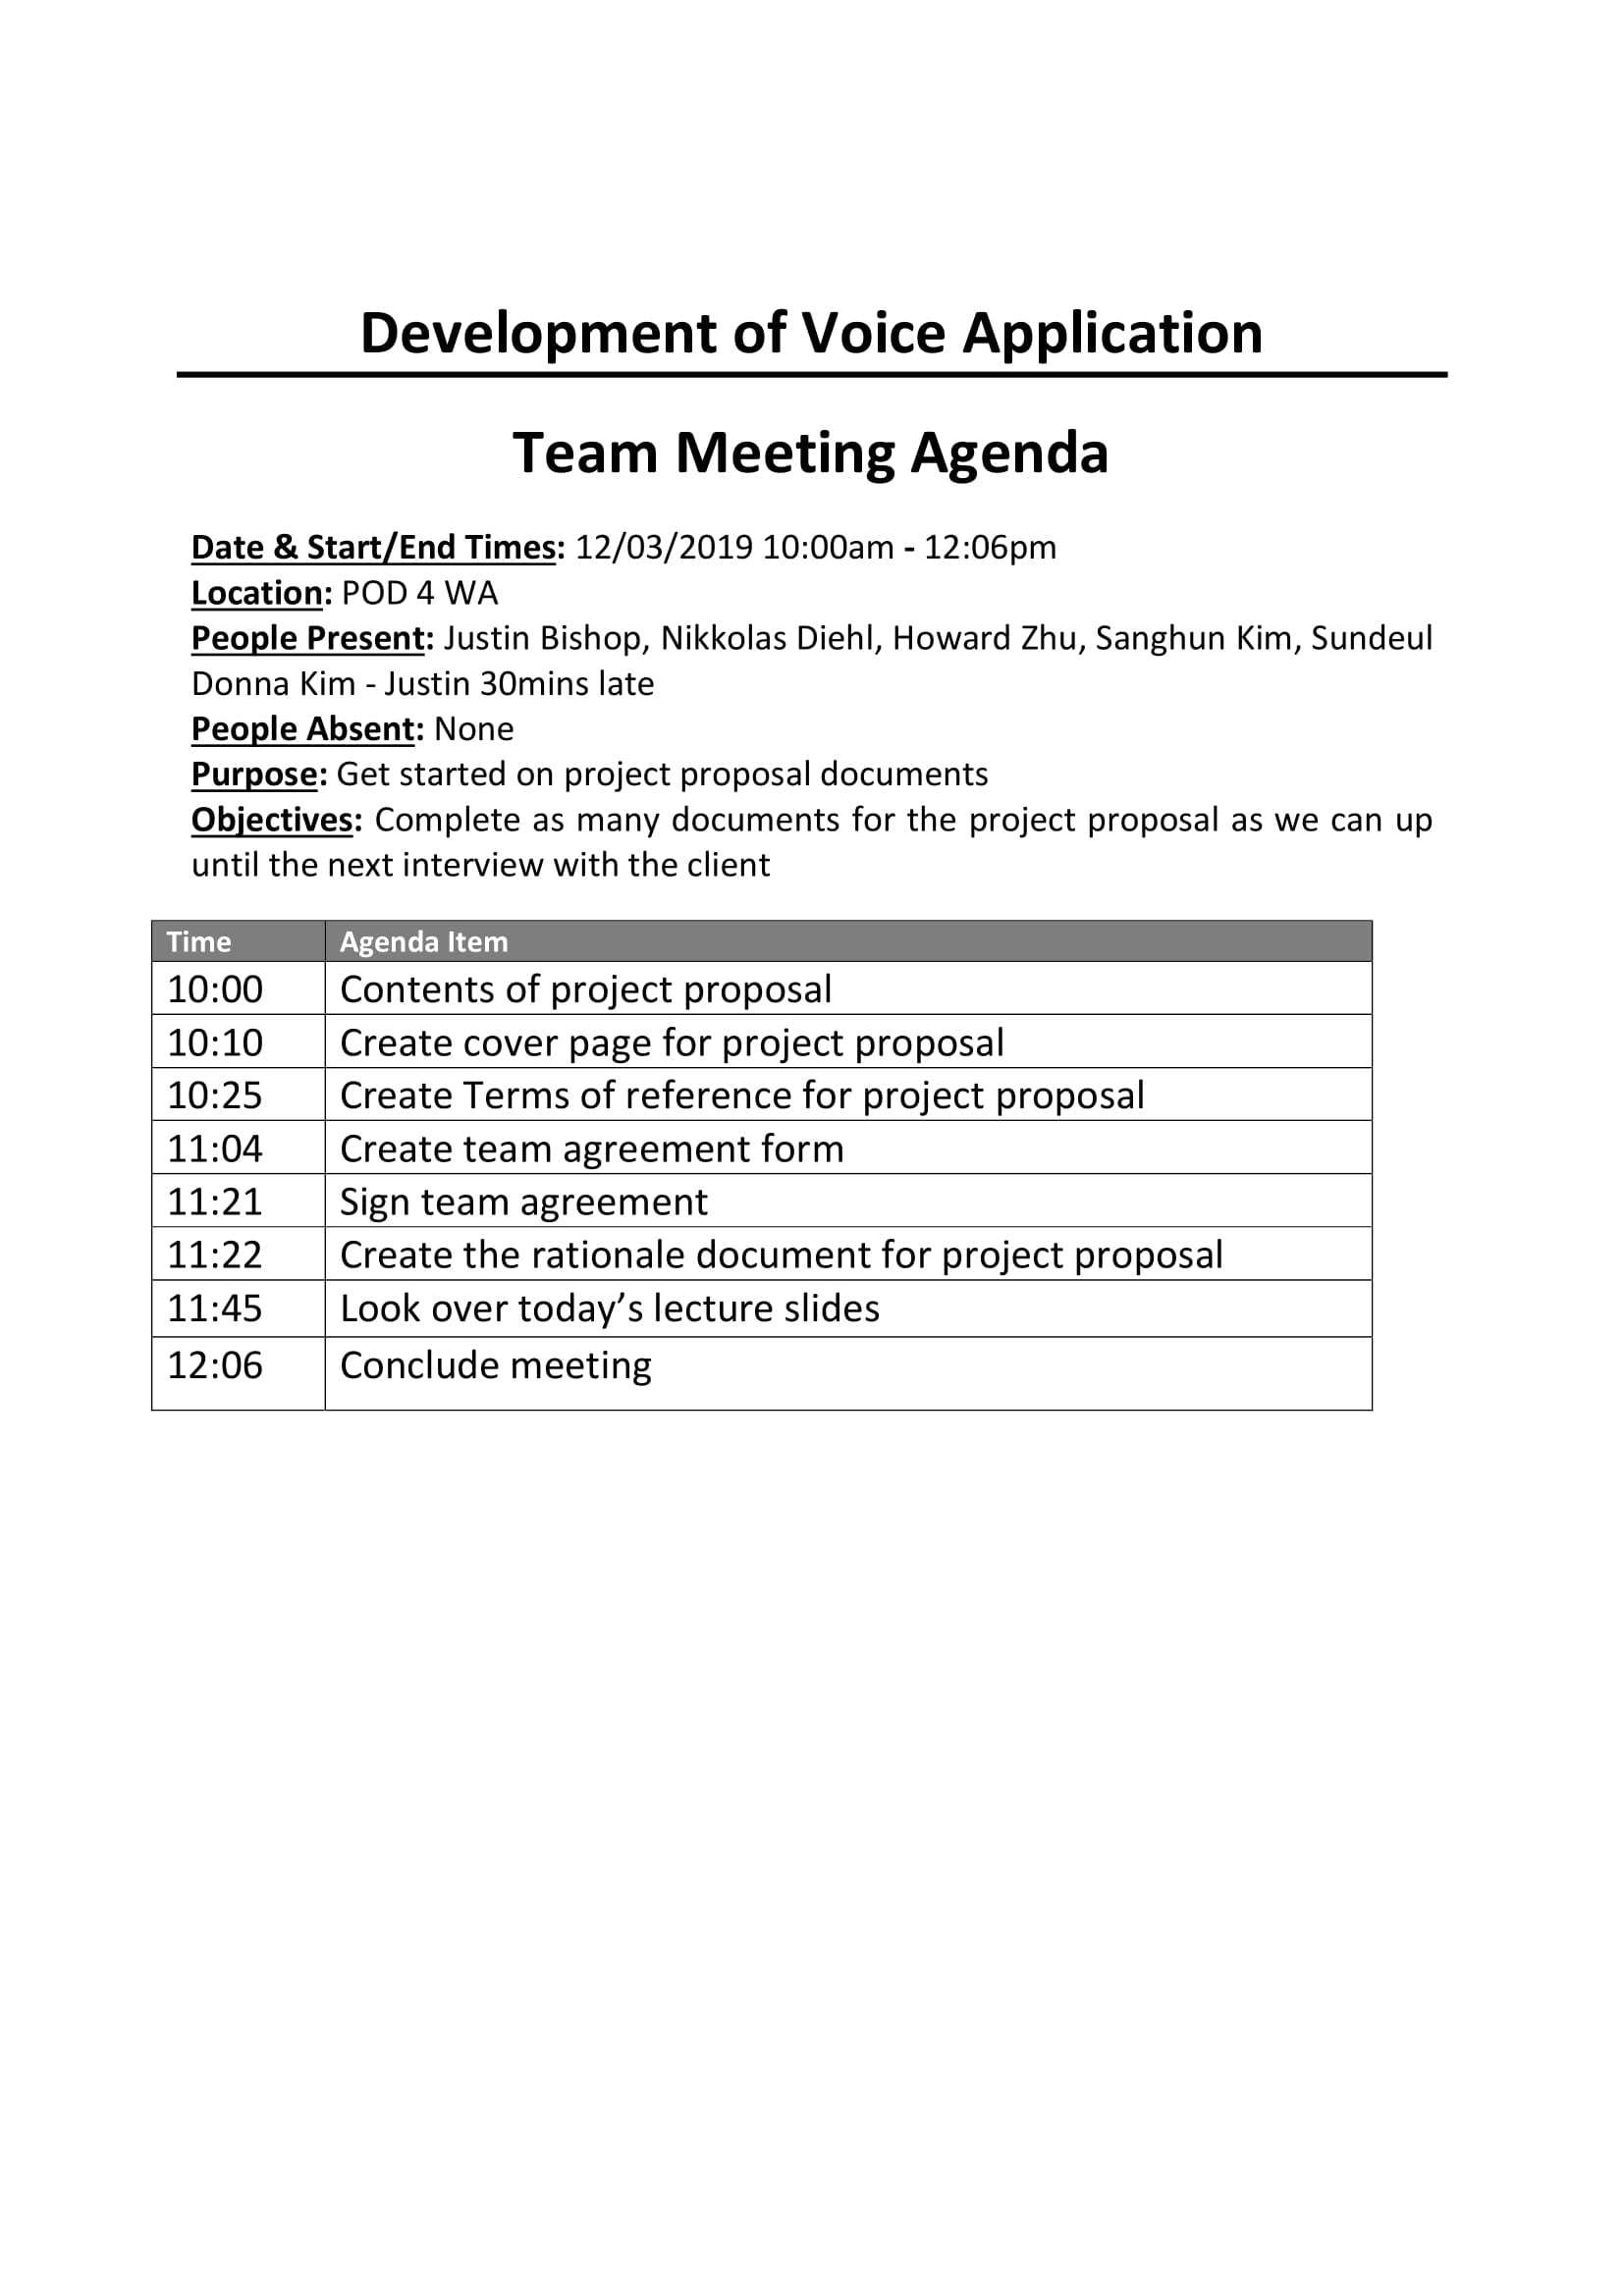 Development of Voice Application
Team Meeting Agenda
Date & Start/End Times: 12/03/2019 10:00am - 12:06pm
Location: POD 4 WA
People Present: Justin Bishop, Nikkolas Diehl, Howard Zhu, Sanghun Kim, Sundeul
Donna Kim - Justin 30mins late
People Absent: None
Purpose: Get started on project proposal documents
Objectives: Complete as many documents for the project proposal as we can up
until the next interview with the client
Time Agenda Item
10:00 Contents of project proposal
10:10 Create cover page for project proposal
10:25 Create Terms of reference for project proposal
11:04 Create team agreement form
11:21 Sign team agreement
11:22 Create the rationale document for project proposal
11:45 Look over today’s lecture slides
12:06 Conclude meeting